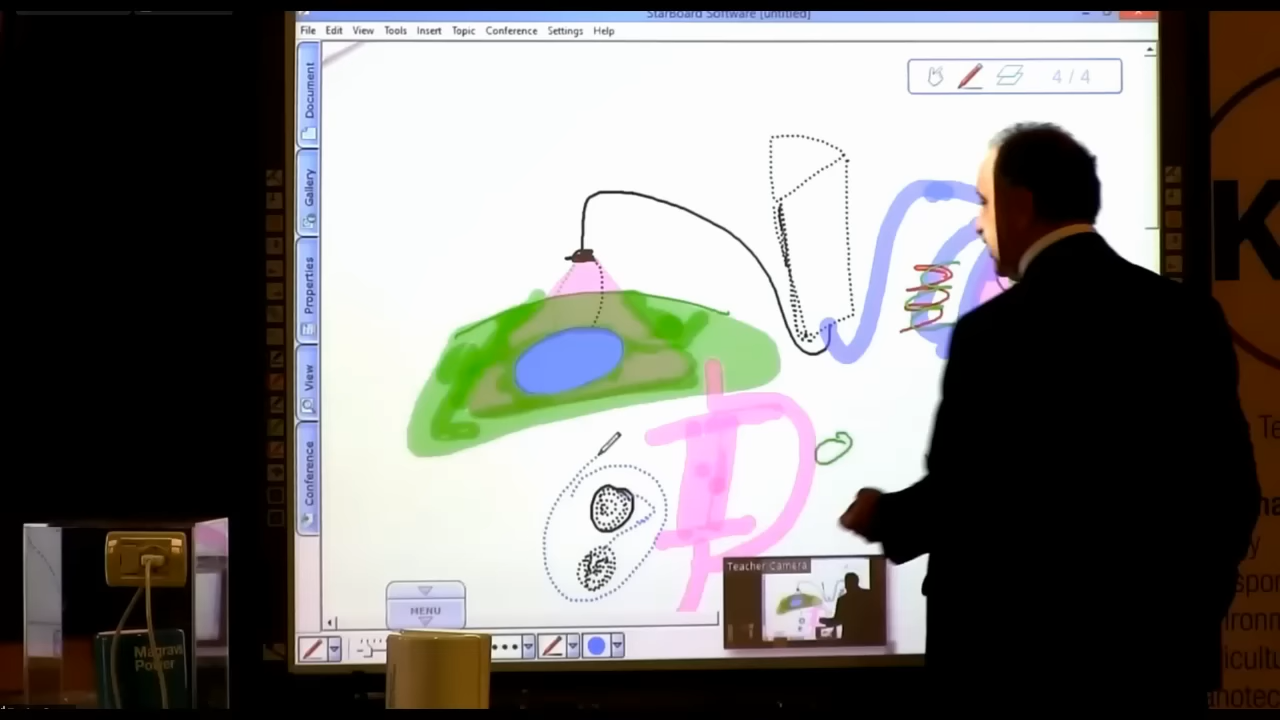 StarBoard Software [untitled]
File Edit View Tools Insert Topic Conference Settings Help
Document
4 / 4
Gallery
Properties
View
Conference
Teacher Camera
MENU
Magrav
Power
K